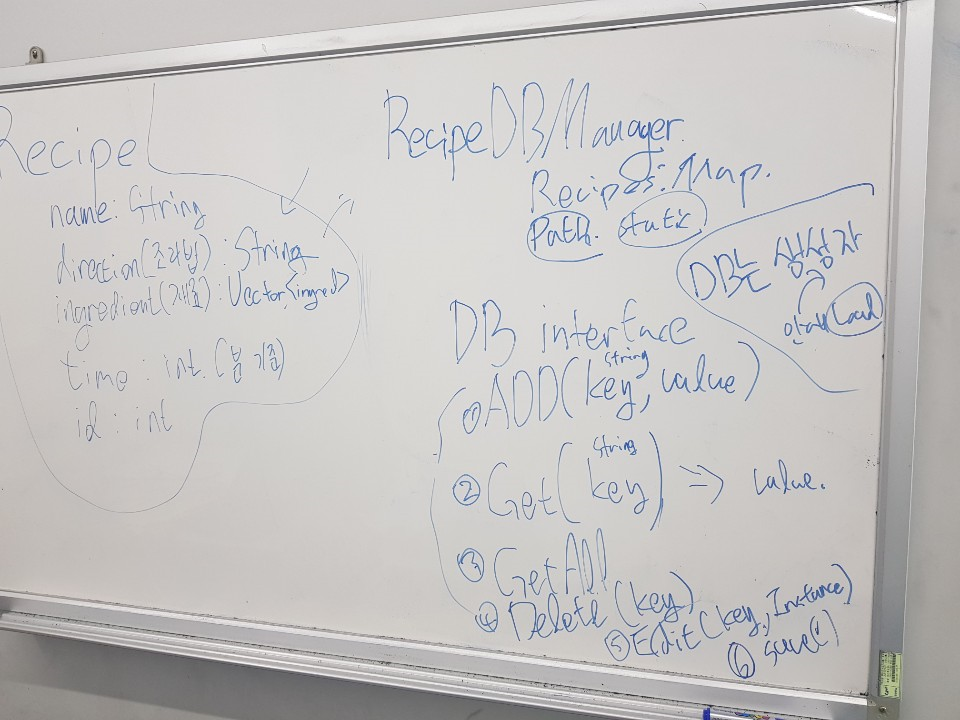 Recipe
name: String
direction(조리법) : String
ingredient(재료) : Vector<ingred>
time : int. (분 기준)
id : int
RecipeDBManager.
Recipes: Map.
Path. static
DB는 생성자
안에 Load
DB interface
String
① ADD(key, value)
String
② Get(key) => value.
③ GetAll
④ Delete(key)
⑤ Edit(key, Instance)
⑥ save()